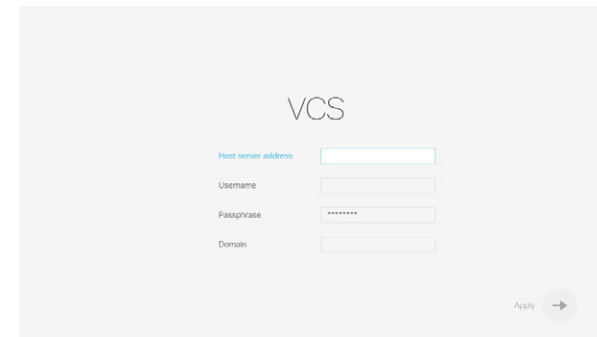 VCS
Host server address
Username
Passphrase ********
Domain
Apply